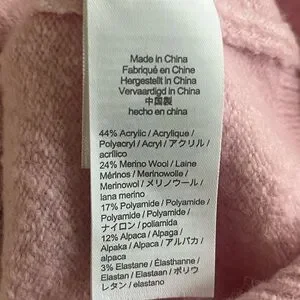 Made in China
Fabriqué en Chine
Hergestellt in China
Vervaardigd in China
中国製
hecho en china
44% Acrylic / Acrylique /
Polyacryl / Acryl / アクリル /
acrílico
24% Merino Wool / Laine
Mérinos / Merinowolle /
Merinowol / メリノウール /
lana merino
17% Polyamide / Polyamide /
Polyamid / Polyamide /
ナイロン / poliamida
12% Alpaca / Alpaga /
Alpaka / Alpaca / アルパカ /
alpaca
3% Elastane / Élasthanne /
Elastan / Elastaan / ポリウ
レタン / elastano